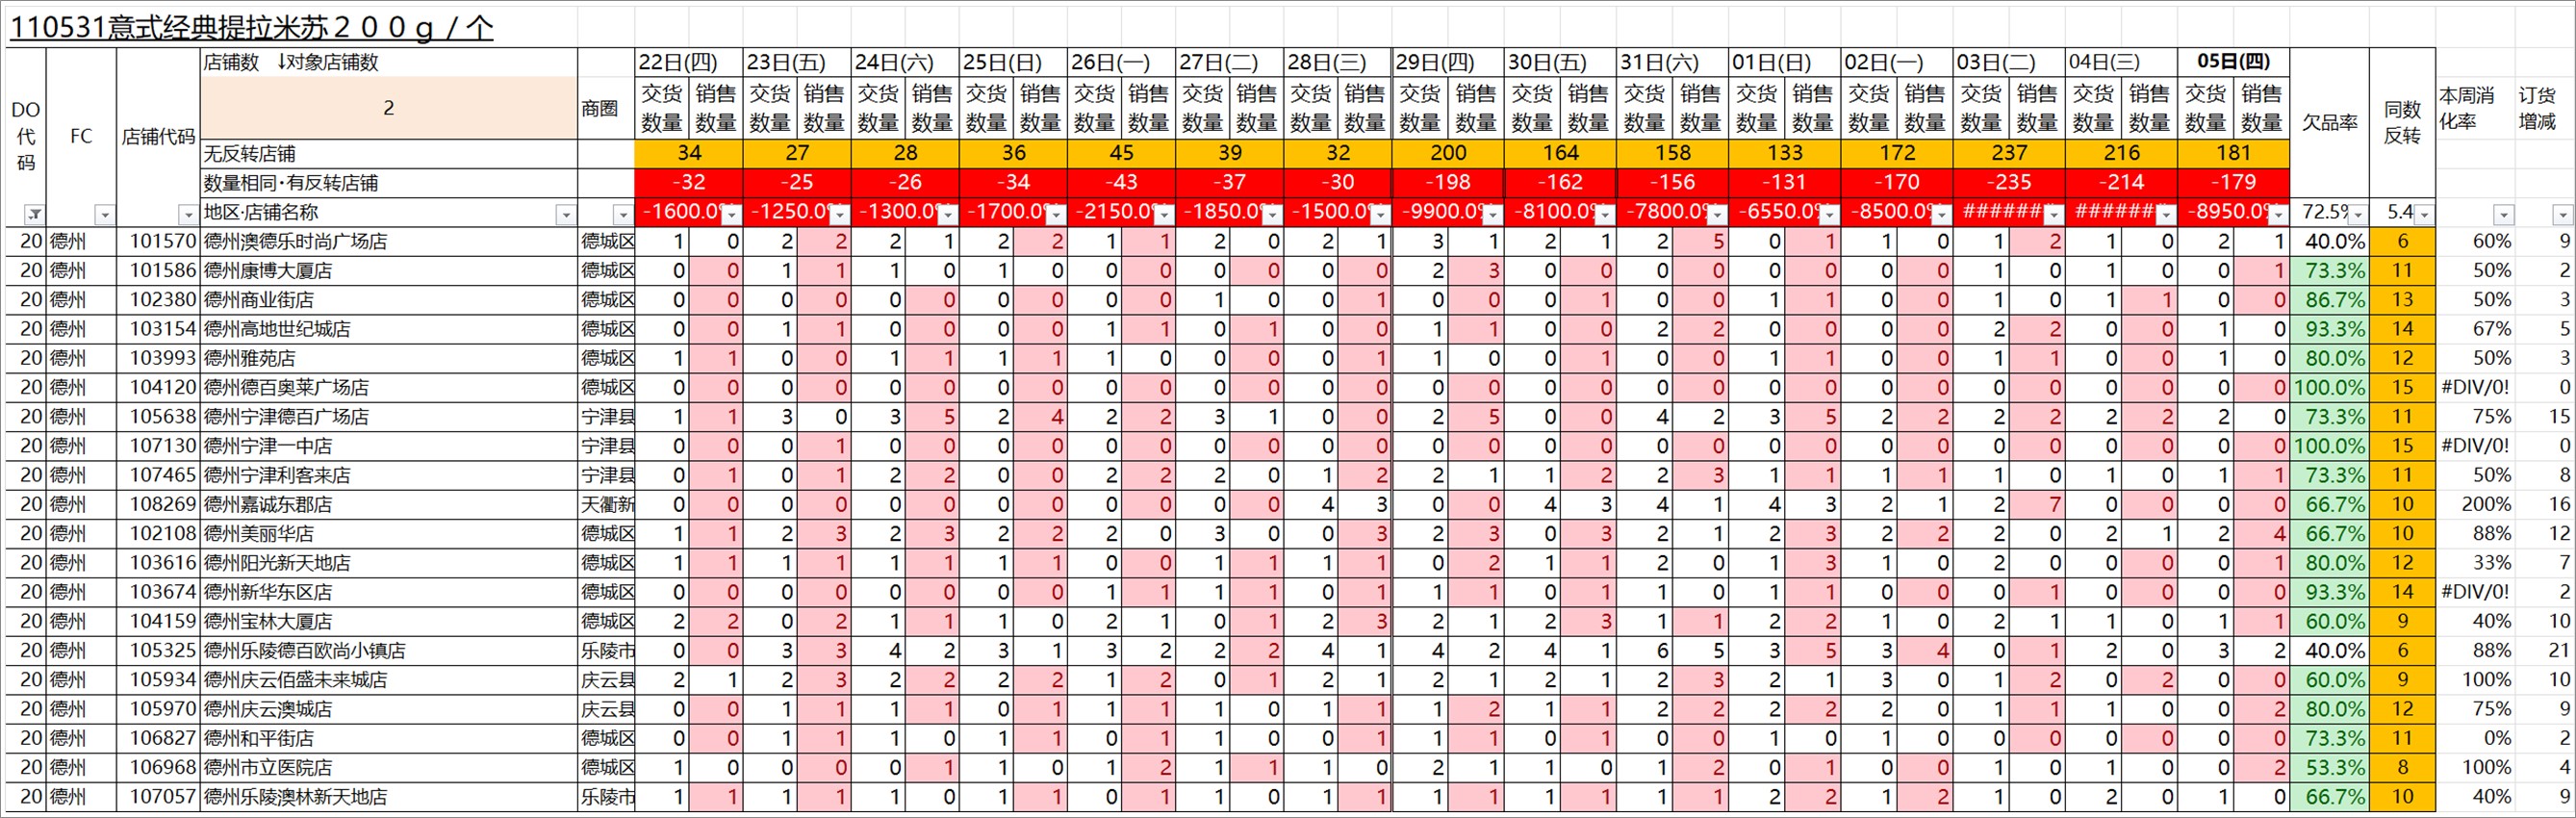 110531意式经典提拉米苏２００ｇ／个
DO代码 FC 店铺代码 店铺数 ↓对象店铺数 2 商圈 22日(四) 23日(五) 24日(六) 25日(日) 26日(一) 27日(二) 28日(三) 29日(四) 30日(五) 31日(六) 01日(日) 02日(一) 03日(二) 04日(三) 05日(四) 欠品率 同数反转 本周消化率 订货增减
交货数量 销售数量 交货数量 销售数量 交货数量 销售数量 交货数量 销售数量 交货数量 销售数量 交货数量 销售数量 交货数量 销售数量 交货数量 销售数量 交货数量 销售数量 交货数量 销售数量 交货数量 销售数量 交货数量 销售数量 交货数量 销售数量 交货数量 销售数量 交货数量 销售数量
无反转店铺 34 27 28 36 45 39 32 200 164 158 133 172 237 216 181
数量相同·有反转店铺 -32 -25 -26 -34 -43 -37 -30 -198 -162 -156 -131 -170 -235 -214 -179
地区·店铺名称 -1600.0% -1250.0% -1300.0% -1700.0% -2150.0% -1850.0% -1500.0% -9900.0% -8100.0% -7800.0% -6550.0% -8500.0% ####### ####### -8950.0% 72.5% 5.4
20 德州 101570 德州澳德乐时尚广场店 德城区 1 0 2 2 2 1 2 2 1 1 2 0 2 1 3 1 2 1 2 5 0 1 1 0 1 2 1 0 2 1 40.0% 6 60% 9
20 德州 101586 德州康博大厦店 德城区 0 0 1 1 1 0 1 0 0 0 0 0 0 0 2 3 0 0 0 0 0 0 0 0 1 0 1 0 0 1 73.3% 11 50% 2
20 德州 102380 德州商业街店 德城区 0 0 0 0 0 0 0 0 0 0 1 0 0 1 0 0 0 1 0 0 1 1 0 0 1 0 1 1 0 0 86.7% 13 50% 3
20 德州 103154 德州高地世纪城店 德城区 0 0 1 1 0 0 0 0 1 1 0 1 0 0 1 1 0 0 2 2 0 0 0 0 2 2 0 0 1 0 93.3% 14 67% 5
20 德州 103993 德州雅苑店 德城区 1 1 0 0 1 1 1 1 1 0 0 0 0 1 1 0 0 1 0 0 1 1 0 0 1 1 0 0 1 0 80.0% 12 50% 3
20 德州 104120 德州德百奥莱广场店 德城区 0 0 0 0 0 0 0 0 0 0 0 0 0 0 0 0 0 0 0 0 0 0 0 0 0 0 0 0 0 0 100.0% 15 #DIV/0! 0
20 德州 105638 德州宁津德百广场店 宁津县 1 1 3 0 3 5 2 4 2 2 3 1 0 0 2 5 0 0 4 2 3 5 2 2 2 2 2 2 2 0 73.3% 11 75% 15
20 德州 107130 德州宁津一中店 宁津县 0 0 0 1 0 0 0 0 0 0 0 0 0 0 0 0 0 0 0 0 0 0 0 0 0 0 0 0 0 0 100.0% 15 #DIV/0! 0
20 德州 107465 德州宁津利客来店 宁津县 0 1 0 1 2 2 0 0 2 2 2 0 1 2 2 1 1 2 2 3 1 1 1 1 1 0 1 0 1 1 73.3% 11 50% 8
20 德州 108269 德州嘉诚东郡店 天衢新 0 0 0 0 0 0 0 0 0 0 0 0 4 3 0 0 4 3 4 1 4 3 2 1 2 7 0 0 0 0 66.7% 10 200% 16
20 德州 102108 德州美丽华店 德城区 1 1 2 3 2 3 2 2 2 0 3 0 0 3 2 3 0 3 2 1 2 3 2 2 2 0 2 1 2 4 66.7% 10 88% 12
20 德州 103616 德州阳光新天地店 德城区 1 1 1 1 1 1 1 1 0 0 1 1 1 1 0 2 1 1 2 0 1 3 1 0 2 0 0 0 0 1 80.0% 12 33% 7
20 德州 103674 德州新华东区店 德城区 0 0 0 0 0 0 0 0 1 1 1 1 0 1 1 1 0 1 1 0 1 1 0 0 0 1 0 0 0 0 93.3% 14 #DIV/0! 2
20 德州 104159 德州宝林大厦店 德城区 2 2 0 2 1 1 1 0 2 1 0 1 2 3 2 1 2 3 1 1 2 2 1 0 2 1 1 0 1 1 60.0% 9 40% 10
20 德州 105325 德州乐陵德百欧尚小镇店 乐陵市 0 0 3 3 4 2 3 1 3 2 2 2 4 1 4 2 4 1 6 5 3 5 3 4 0 1 2 0 3 2 40.0% 6 88% 21
20 德州 105934 德州庆云佰盛未来城店 庆云县 2 1 2 3 2 2 2 2 1 2 0 1 2 1 2 1 2 1 2 3 2 1 3 0 1 2 0 2 0 0 60.0% 9 100% 10
20 德州 105970 德州庆云澳城店 庆云县 0 0 1 1 1 1 0 1 1 1 1 0 1 1 1 2 1 1 2 2 2 2 2 0 1 1 1 0 0 2 80.0% 12 75% 9
20 德州 106827 德州和平街店 德城区 0 0 1 1 1 0 1 1 0 1 1 0 0 1 1 1 0 1 0 0 1 0 1 0 0 0 0 0 0 0 73.3% 11 0% 2
20 德州 106968 德州市立医院店 德城区 1 0 0 0 0 1 1 0 1 2 1 1 1 0 2 1 1 0 1 2 0 1 0 0 1 0 1 0 0 2 53.3% 8 100% 4
20 德州 107057 德州乐陵澳林新天地店 乐陵市 1 1 1 1 1 0 1 1 0 1 1 0 1 1 1 1 1 1 1 1 2 2 1 2 1 0 2 0 1 0 66.7% 10 40% 9